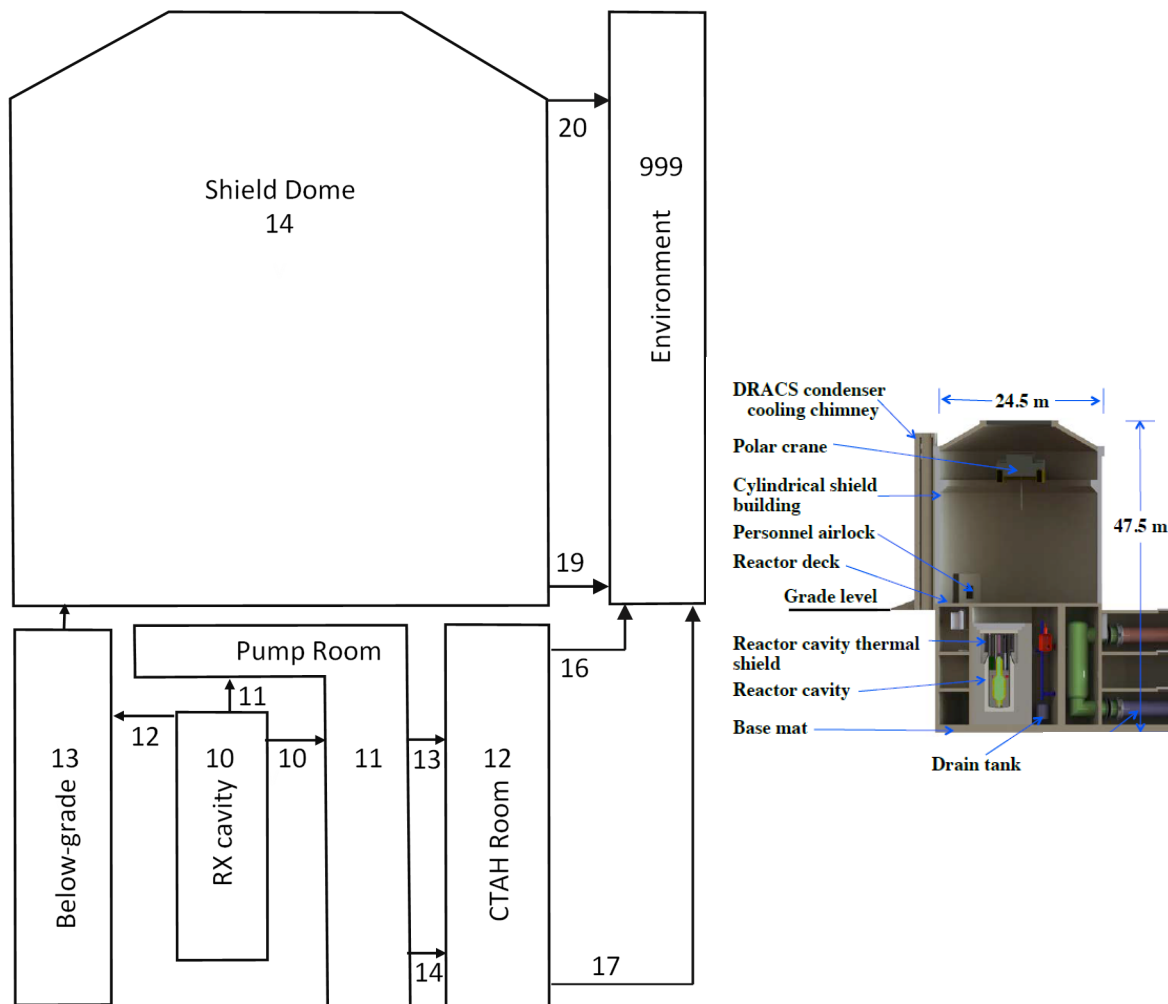 Shield Dome
14
20
999
Environment
19
Pump Room
16
11
12
13
Below-grade
10
RX cavity
10
11
13
12
CTAH Room
14
17
DRACS condenser
cooling chimney
24.5 m
Polar crane
Cylindrical shield
building
47.5 m
Personnel airlock
Reactor deck
Grade level
Reactor cavity thermal
shield
Reactor cavity
Base mat
Drain tank